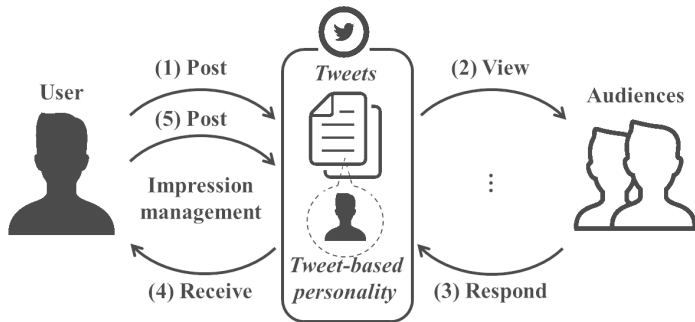 User
(1) Post
(5) Post
Impression
management
(4) Receive
Tweets
Tweet-based
personality
(2) View
⋮
(3) Respond
Audiences